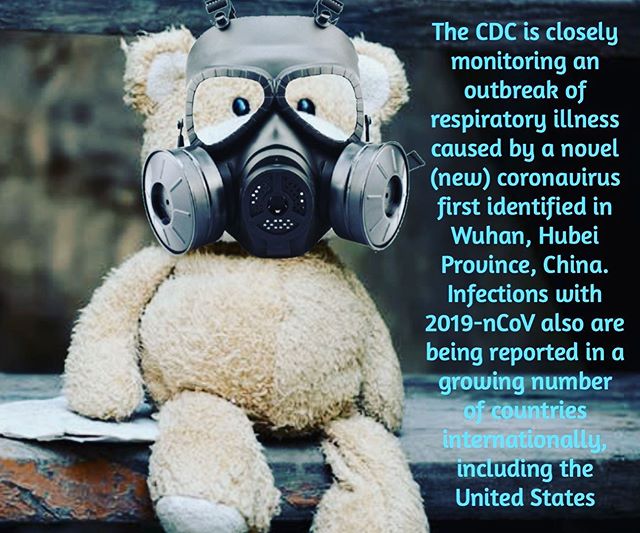 The CDC is closely
monitoring an
outbreak of
respiratory illness
caused by a novel
(new) coronavirus
first identified in
Wuhan, Hubei
Province, China.
Infections with
2019-nCoV also are
being reported in a
growing number
of countries
internationally,
including the
United States